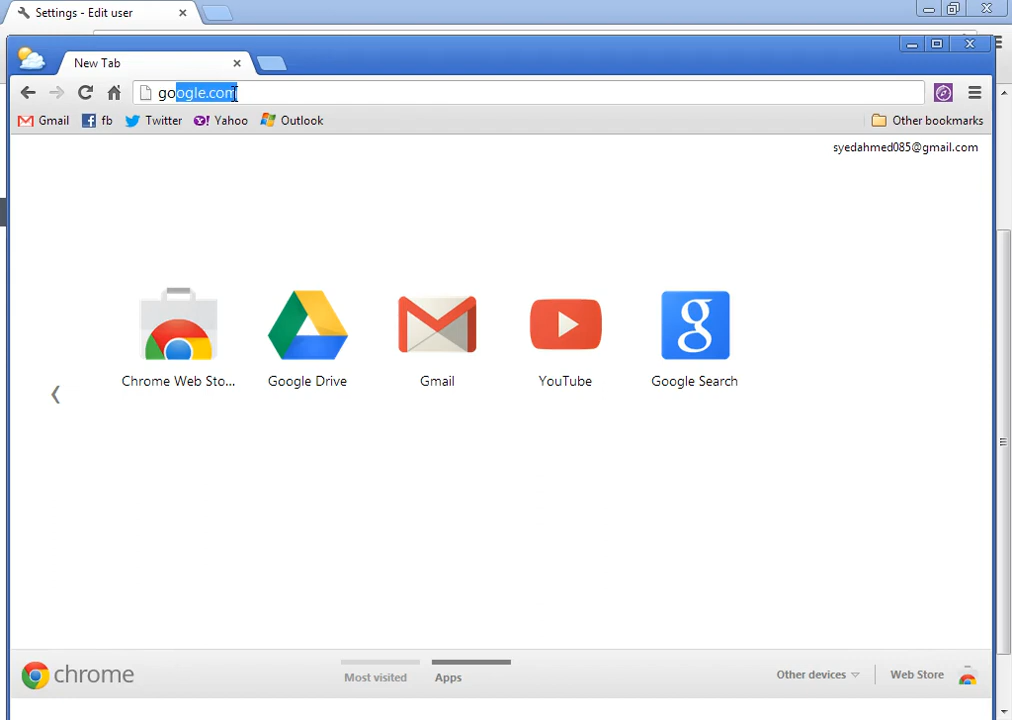 Settings - Edit user
New Tab
google.com
Gmail fb Twitter Yahoo Outlook Other bookmarks
syedahmed085@gmail.com
Chrome Web Sto... Google Drive Gmail YouTube Google Search
chrome Most visited Apps Other devices Web Store